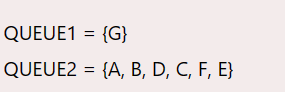 QUEUE1 = {G}
QUEUE2 = {A, B, D, C, F, E}